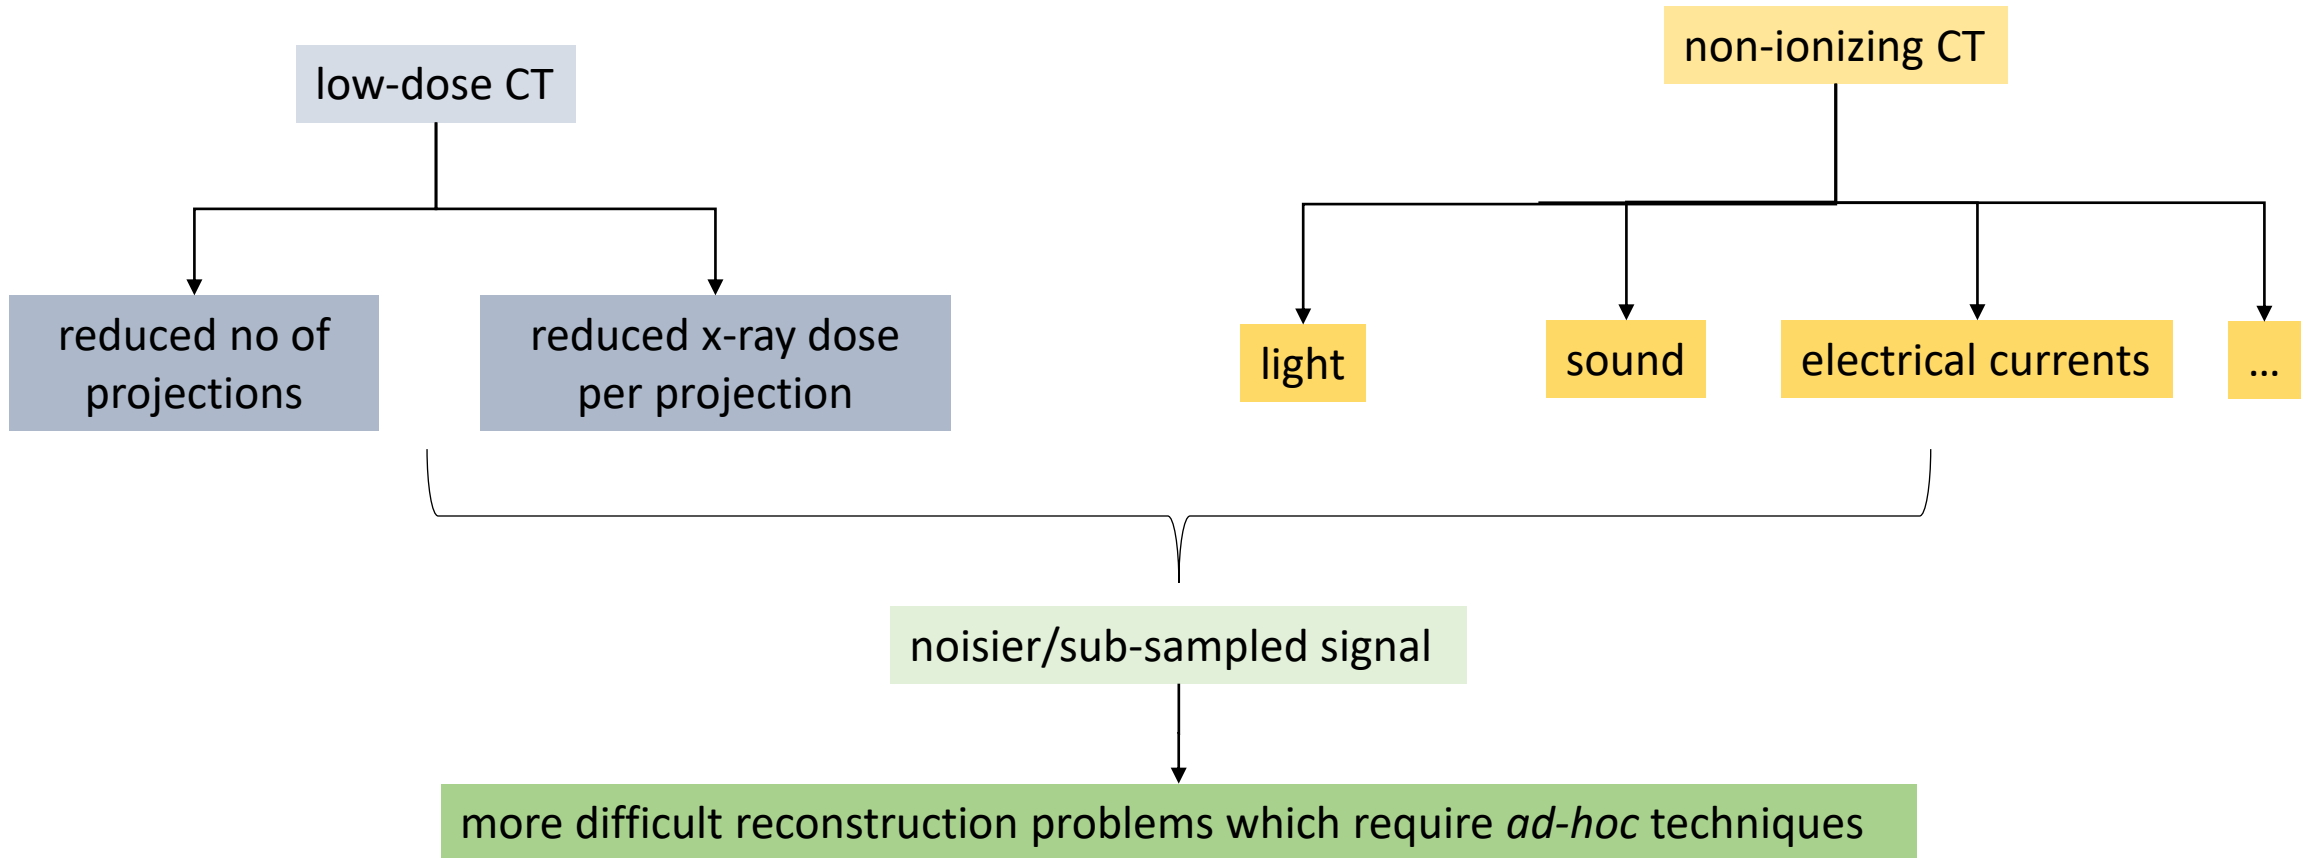 low-dose CT
non-ionizing CT
reduced no of
projections
reduced x-ray dose
per projection
light
sound
electrical currents
...
noisier/sub-sampled signal
more difficult reconstruction problems which require ad-hoc techniques